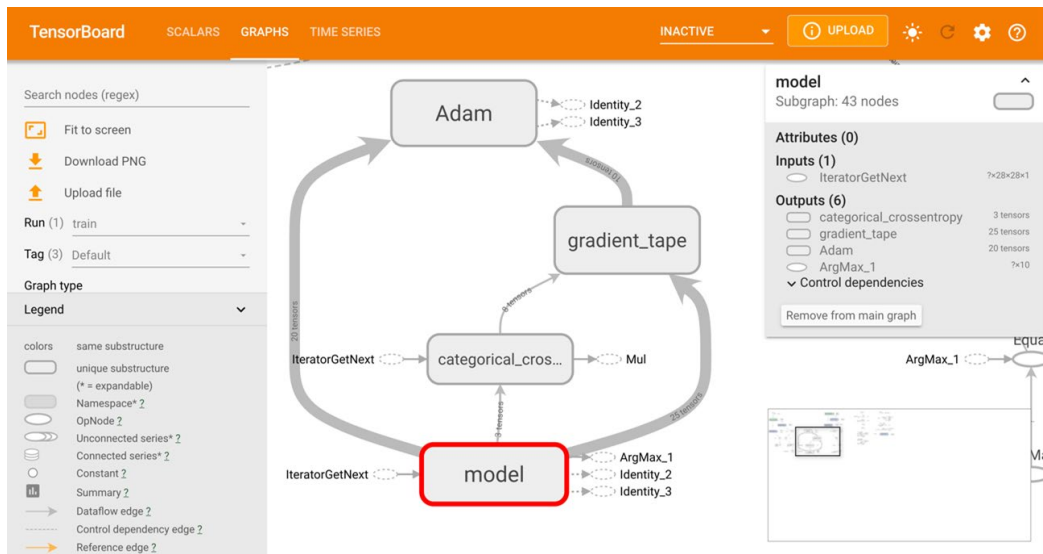 TensorBoard
SCALARS
GRAPHS
TIME SERIES
INACTIVE
UPLOAD
Search nodes (regex)
Fit to screen
Download PNG
Upload file
Run (1) train
Tag (3) Default
Graph type
Legend
colors same substructure
unique substructure
(* = expandable)
Namespace* ?
OpNode ?
Unconnected series* ?
Connected series* ?
Constant ?
Summary ?
Dataflow edge ?
Control dependency edge ?
Reference edge ?
Adam
Identity_2
Identity_3
10 tensors
gradient_tape
8 tensors
20 tensors
IteratorGetNext
categorical_cros...
Mul
3 tensors
25 tensors
IteratorGetNext
model
ArgMax_1
Identity_2
Identity_3
model
Subgraph: 43 nodes
Attributes (0)
Inputs (1)
IteratorGetNext ?×28×28×1
Outputs (6)
categorical_crossentropy 3 tensors
gradient_tape 25 tensors
Adam 20 tensors
ArgMax_1 ?×10
Control dependencies
Remove from main graph
Equa
ArgMax_1
Ma